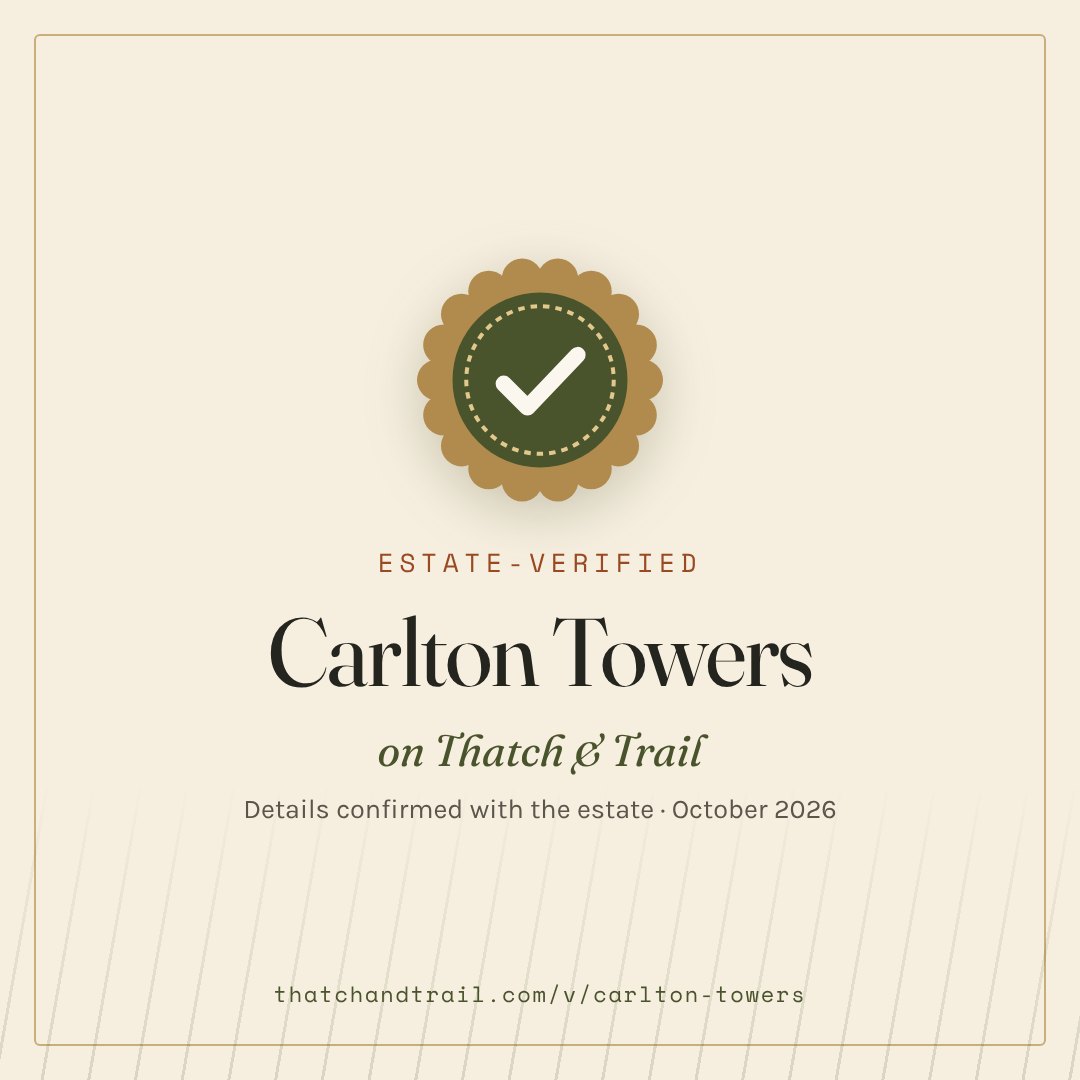 ESTATE-VERIFIED
Carlton Towers
on Thatch & Trail
Details confirmed with the estate · October 2026
thatchandtrail.com/v/carlton-towers